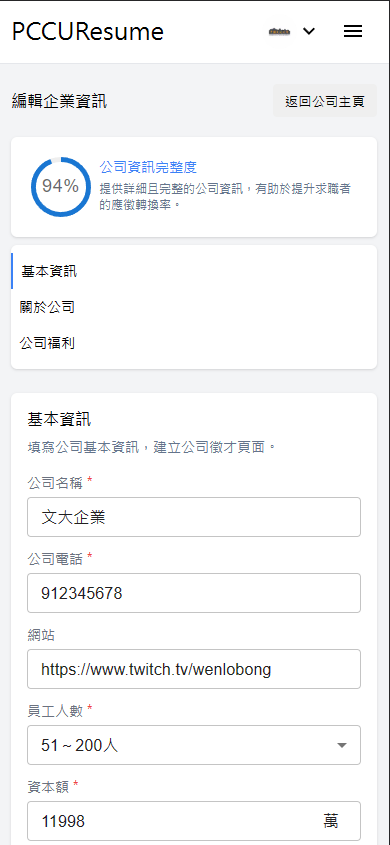 PCCUResume
編輯企業資訊
返回公司主頁
94%
公司資訊完整度
提供詳細且完整的公司資訊，有助於提升求職者
的應徵轉換率。
基本資訊
關於公司
公司福利
基本資訊
填寫公司基本資訊，建立公司徵才頁面。
公司名稱 *
文大企業
公司電話 *
912345678
網站
https://www.twitch.tv/wenlobong
員工人數 *
51～200人
資本額 *
11998 萬